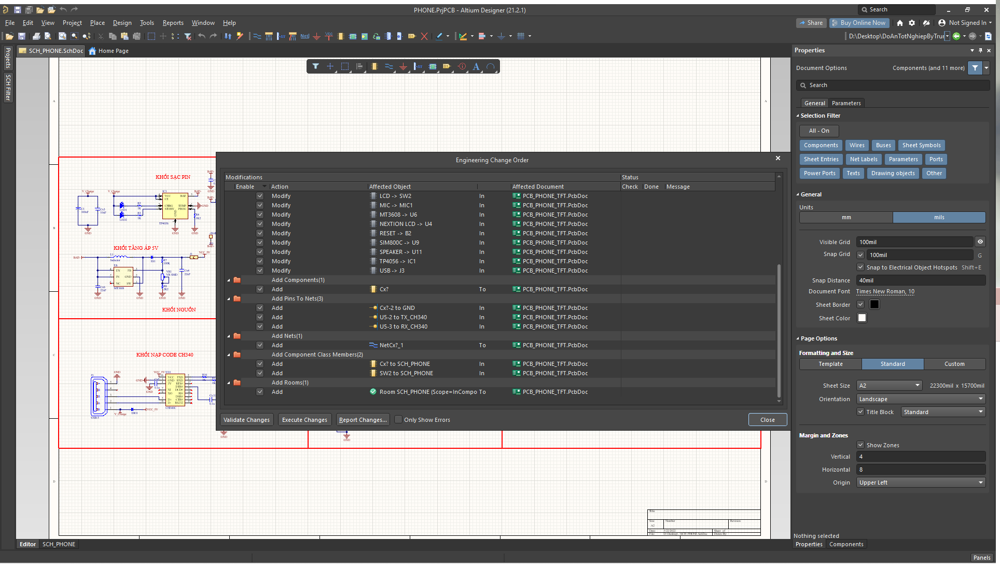 PHONE.PrjPCB - Altium Designer (21.2.1)
Search
File Edit View Project Place Design Tools Reports Window Help
Share Buy Online Now Not Signed In
D:\Desktop\DoAnTotNghiepByTrur
Projects
SCH Filter
SCH_PHONE.SchDoc Home Page
KHỐI SẠC PIN
KHỐI TĂNG ÁP 5V
KHỐI NGUỒN
KHỐI NẠP CODE CH340
Engineering Change Order
Modifications Status
Enable Action Affected Object Affected Document Check Done Message
Modify LCD -> SW2 In PCB_PHONE_TFT.PcbDoc
Modify MIC -> MIC1 In PCB_PHONE_TFT.PcbDoc
Modify MT3608 -> U6 In PCB_PHONE_TFT.PcbDoc
Modify NEXTION LCD -> U4 In PCB_PHONE_TFT.PcbDoc
Modify RESET -> B2 In PCB_PHONE_TFT.PcbDoc
Modify SIM800C -> U9 In PCB_PHONE_TFT.PcbDoc
Modify SPEAKER -> U11 In PCB_PHONE_TFT.PcbDoc
Modify TP4056 -> IC1 In PCB_PHONE_TFT.PcbDoc
Modify USB -> J3 In PCB_PHONE_TFT.PcbDoc
Add Components(1)
Add Cx? To PCB_PHONE_TFT.PcbDoc
Add Pins To Nets(3)
Add Cx?-2 to GND In PCB_PHONE_TFT.PcbDoc
Add U5-2 to TX_CH340 In PCB_PHONE_TFT.PcbDoc
Add U5-3 to RX_CH340 In PCB_PHONE_TFT.PcbDoc
Add Nets(1)
Add NetCx?_1 To PCB_PHONE_TFT.PcbDoc
Add Component Class Members(2)
Add Cx? to SCH_PHONE In PCB_PHONE_TFT.PcbDoc
Add SW2 to SCH_PHONE In PCB_PHONE_TFT.PcbDoc
Add Rooms(1)
Add Room SCH_PHONE (Scope=InCompo To PCB_PHONE_TFT.PcbDoc
Validate Changes Execute Changes Report Changes... Only Show Errors Close
Properties
Document Options Components (and 11 more)
Search
General Parameters
Selection Filter
All - On
Components Wires Buses Sheet Symbols
Sheet Entries Net Labels Parameters Ports
Power Ports Texts Drawing objects Other
General
Units
mm mils
Visible Grid 100mil
Snap Grid 100mil G
Snap to Electrical Object Hotspots Shift+E
Snap Distance 40mil
Document Font Times New Roman, 10
Sheet Border
Sheet Color
Page Options
Formatting and Size
Template Standard Custom
Sheet Size A2 22300mil x 15700mil
Orientation Landscape
Title Block Standard
Margin and Zones
Show Zones
Vertical 4
Horizontal 8
Origin Upper Left
Nothing selected
Properties Components
Editor SCH_PHONE
Panels